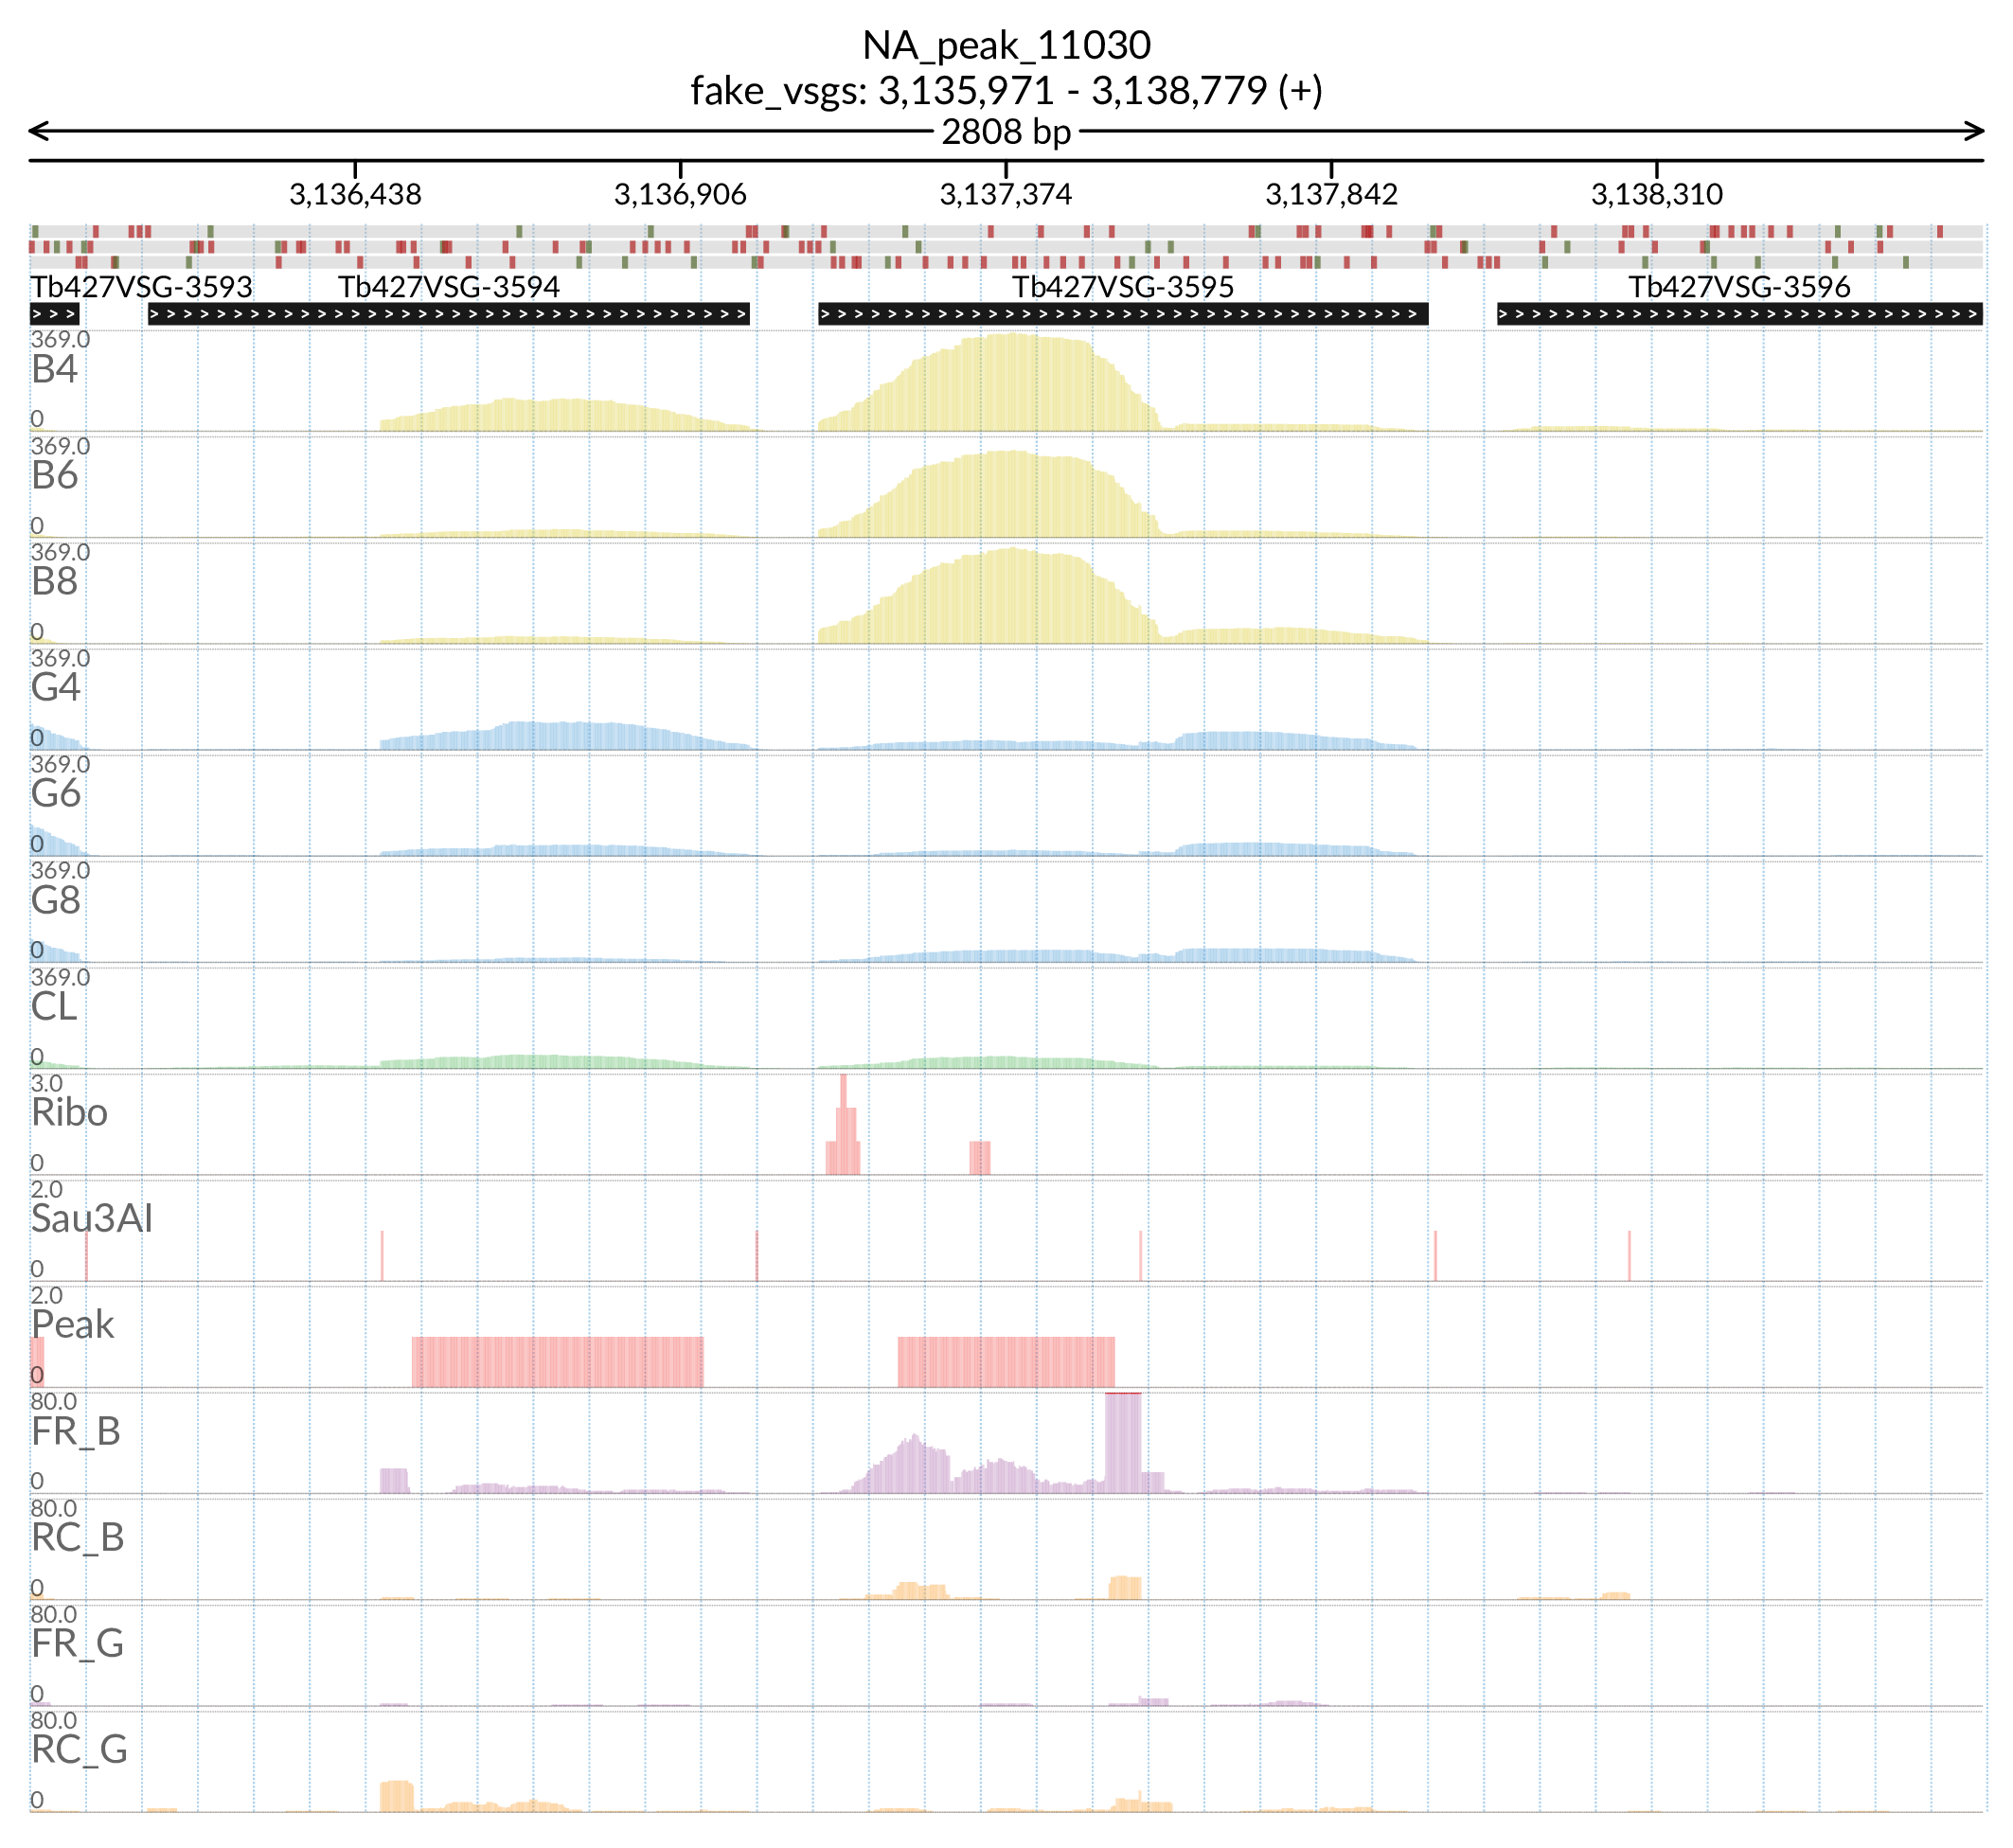 NA_peak_11030
fake_vsgs: 3,135,971 - 3,138,779 (+)
2808 bp
3,136,438 3,136,906 3,137,374 3,137,842 3,138,310
Tb427VSG-3593 Tb427VSG-3594 Tb427VSG-3595 Tb427VSG-3596
369.0
B4
0
369.0
B6
0
369.0
B8
0
369.0
G4
0
369.0
G6
0
369.0
G8
0
369.0
CL
0
3.0
Ribo
0
2.0
Sau3AI
0
2.0
Peak
0
80.0
FR_B
0
80.0
RC_B
0
80.0
FR_G
0
80.0
RC_G
0